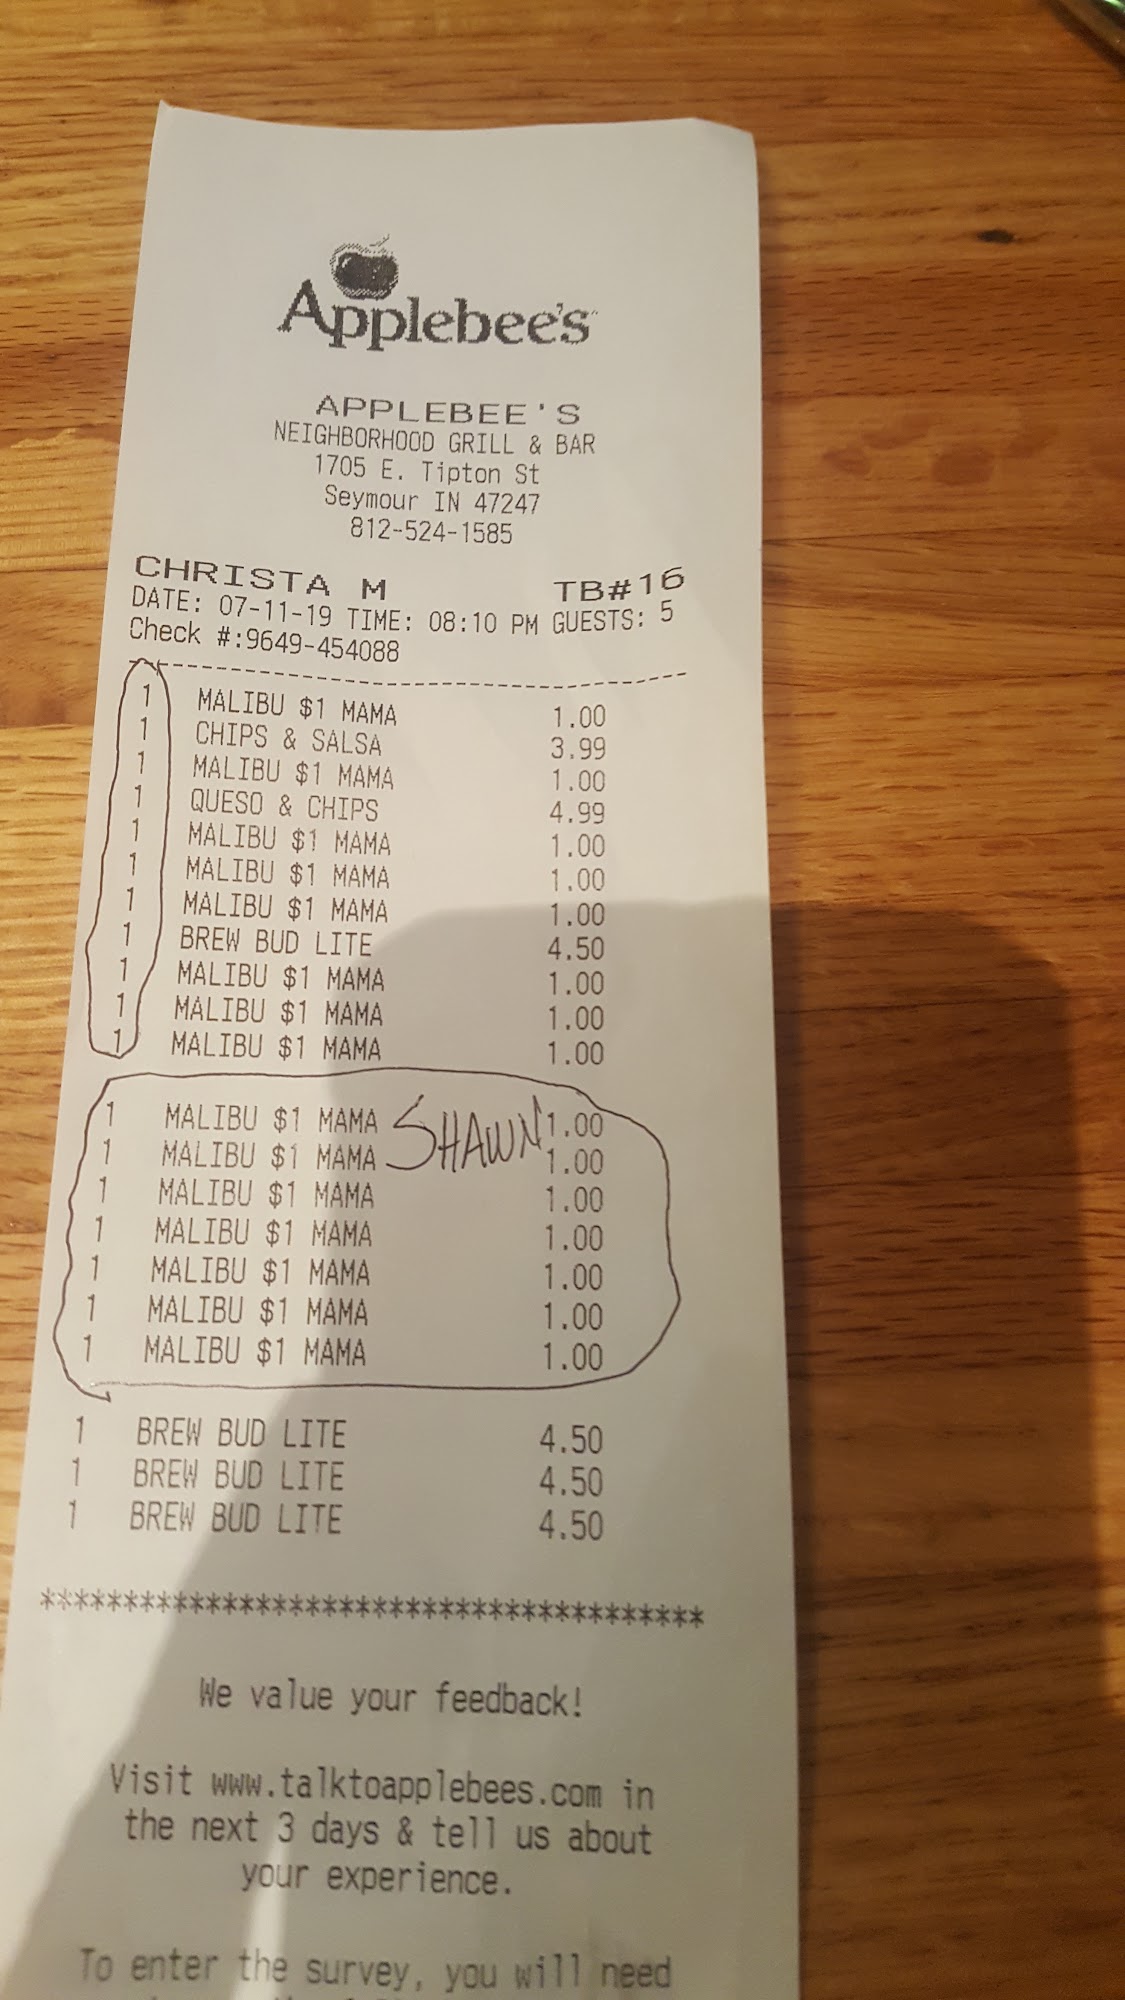 Applebee's
APPLEBEE'S
NEIGHBORHOOD GRILL & BAR
1705 E. Tipton St
Seymour IN 47247
812-524-1585
CHRISTA M TB#16
DATE: 07-11-19 TIME: 08:10 PM GUESTS: 5
Check #:9649-454088
1 MALIBU $1 MAMA 1.00
1 CHIPS & SALSA 3.99
1 MALIBU $1 MAMA 1.00
1 QUESO & CHIPS 4.99
1 MALIBU $1 MAMA 1.00
1 MALIBU $1 MAMA 1.00
1 MALIBU $1 MAMA 1.00
1 BREW BUD LITE 4.50
1 MALIBU $1 MAMA 1.00
1 MALIBU $1 MAMA 1.00
1 MALIBU $1 MAMA 1.00
1 MALIBU $1 MAMA 1.00
SHAWN
1 MALIBU $1 MAMA 1.00
1 MALIBU $1 MAMA 1.00
1 MALIBU $1 MAMA 1.00
1 MALIBU $1 MAMA 1.00
1 MALIBU $1 MAMA 1.00
1 MALIBU $1 MAMA 1.00
1 BREW BUD LITE 4.50
1 BREW BUD LITE 4.50
1 BREW BUD LITE 4.50
****************************************
We value your feedback!
Visit www.talktoapplebees.com in
the next 3 days & tell us about
your experience.
To enter the survey, you will need